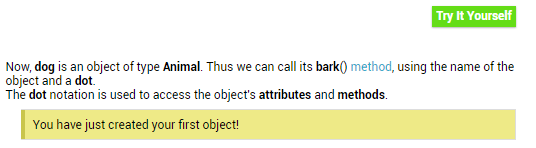 Try It Yourself
Now, dog is an object of type Animal. Thus we can call its bark() method, using the name of the
object and a dot.
The dot notation is used to access the object's attributes and methods.
You have just created your first object!